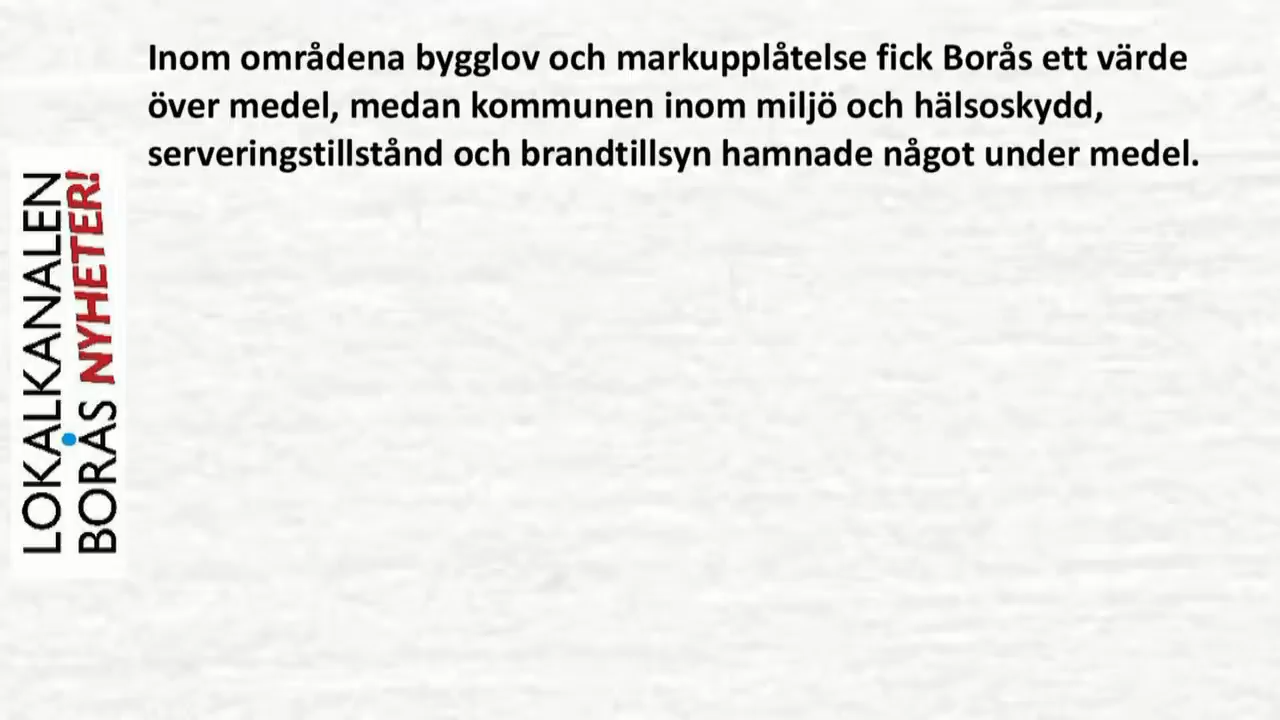 Inom områdena bygglov och markupplåtelse fick Borås ett värde
över medel, medan kommunen inom miljö och hälsoskydd,
serveringstillstånd och brandtillsyn hamnade något under medel.
LOKALKANALEN
BORÅS NYHETER!